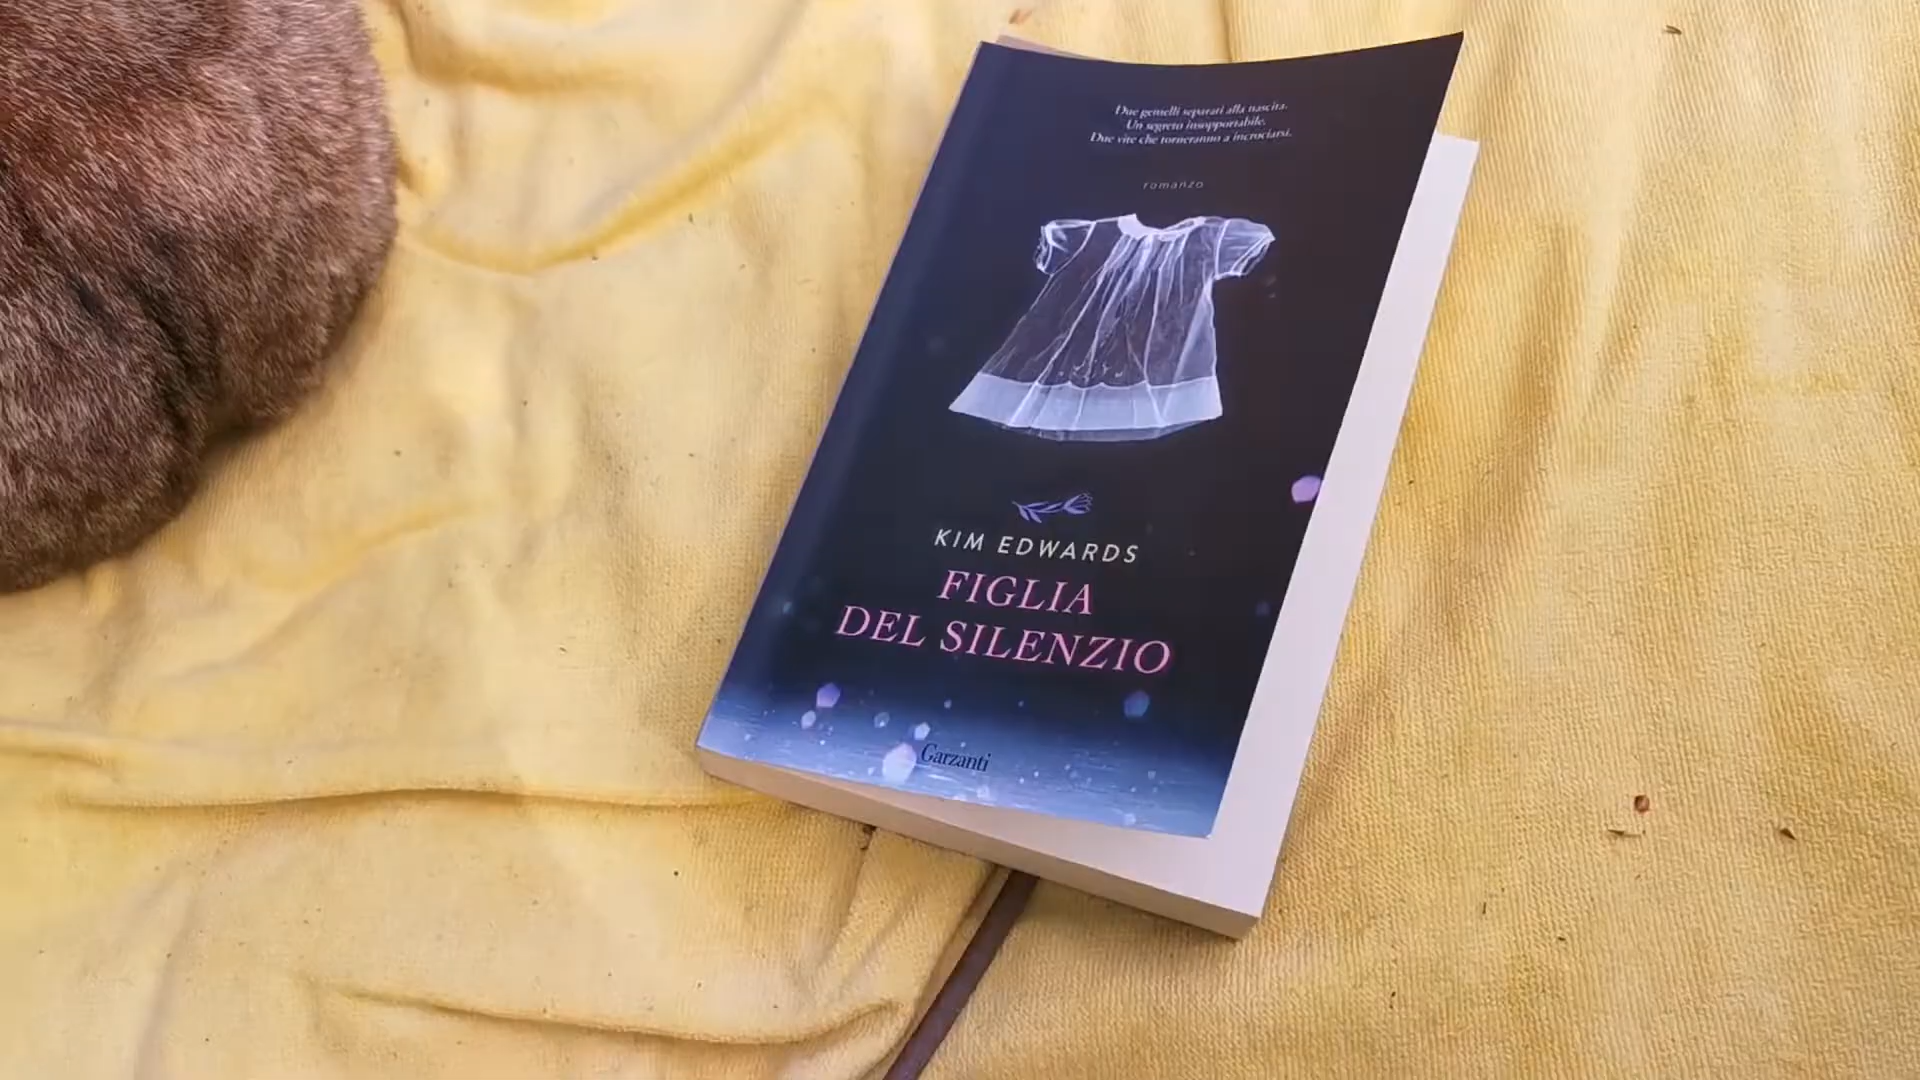 Due gemelli separati alla nascita.
Un segreto insopportabile.
Due vite che torneranno a incrociarsi.
romanzo
KIM EDWARDS
FIGLIA
DEL SILENZIO
Garzanti